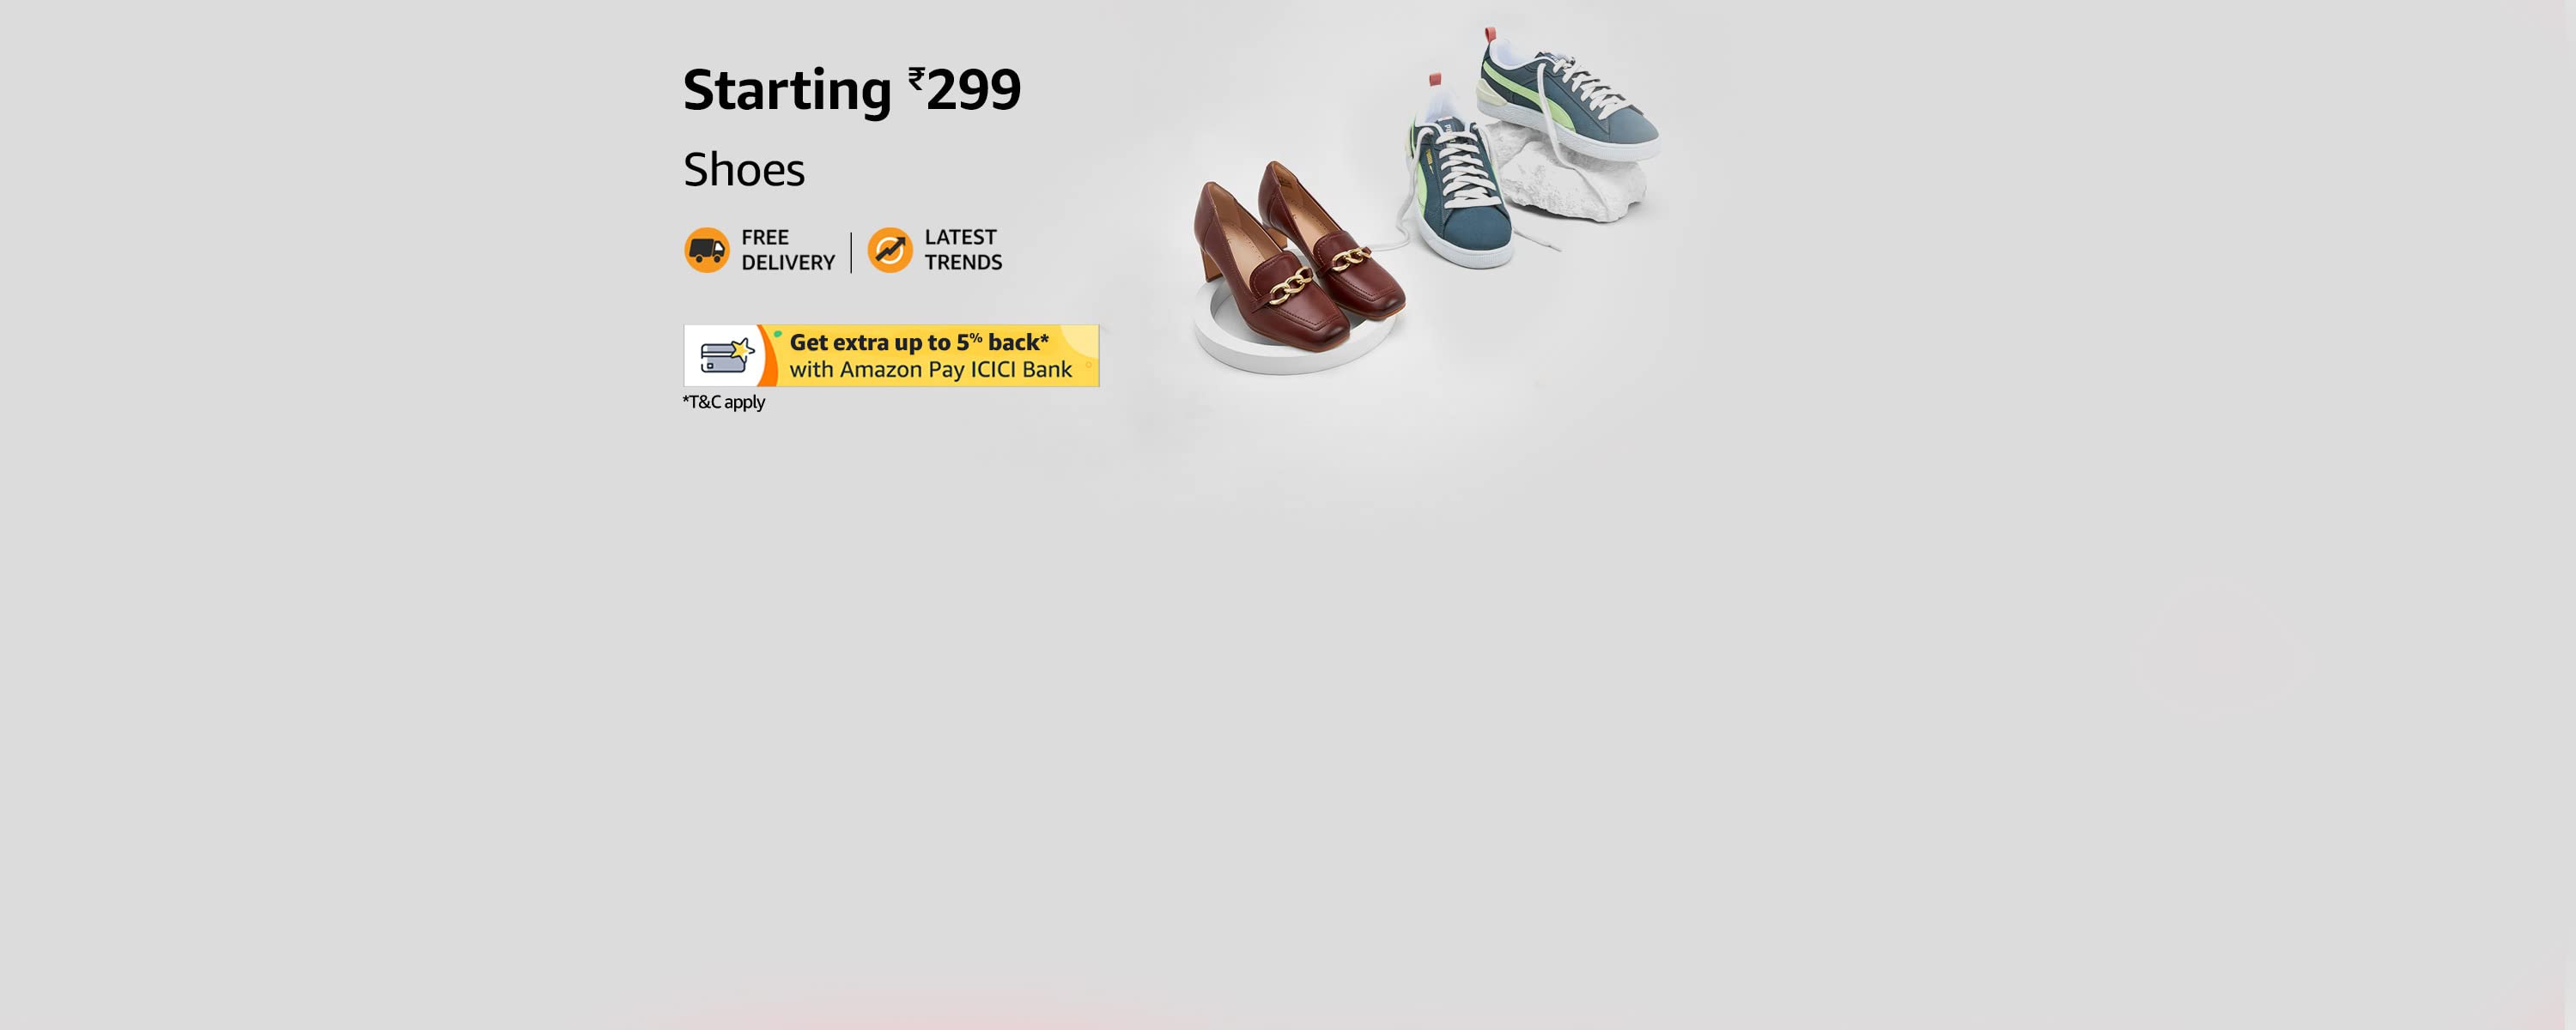 Starting ₹299
Shoes
FREE
DELIVERY
LATEST
TRENDS
Get extra up to 5% back*
with Amazon Pay ICICI Bank
*T&C apply